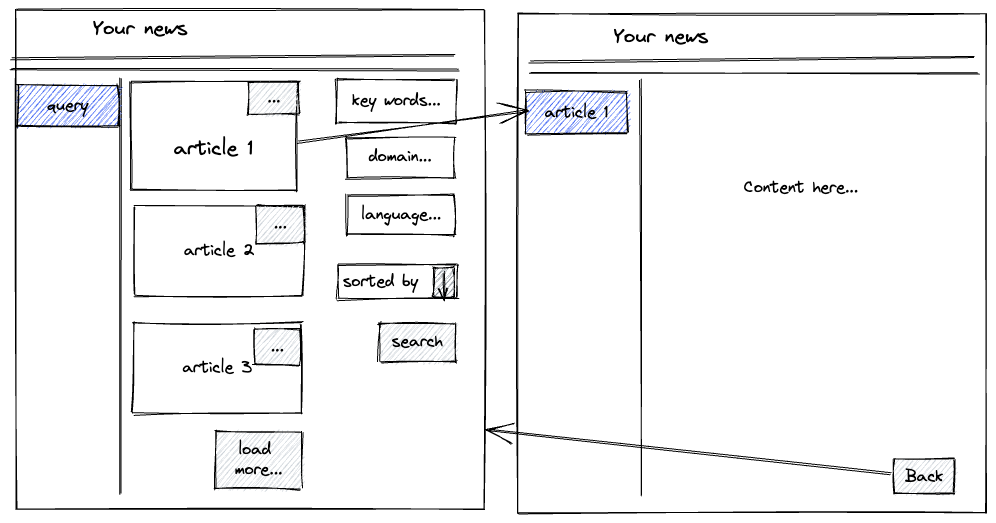 Your news
query
...
article 1
...
article 2
...
article 3
load
more...
key words...
domain...
language...
sorted by
search
Your news
article 1
Content here...
Back